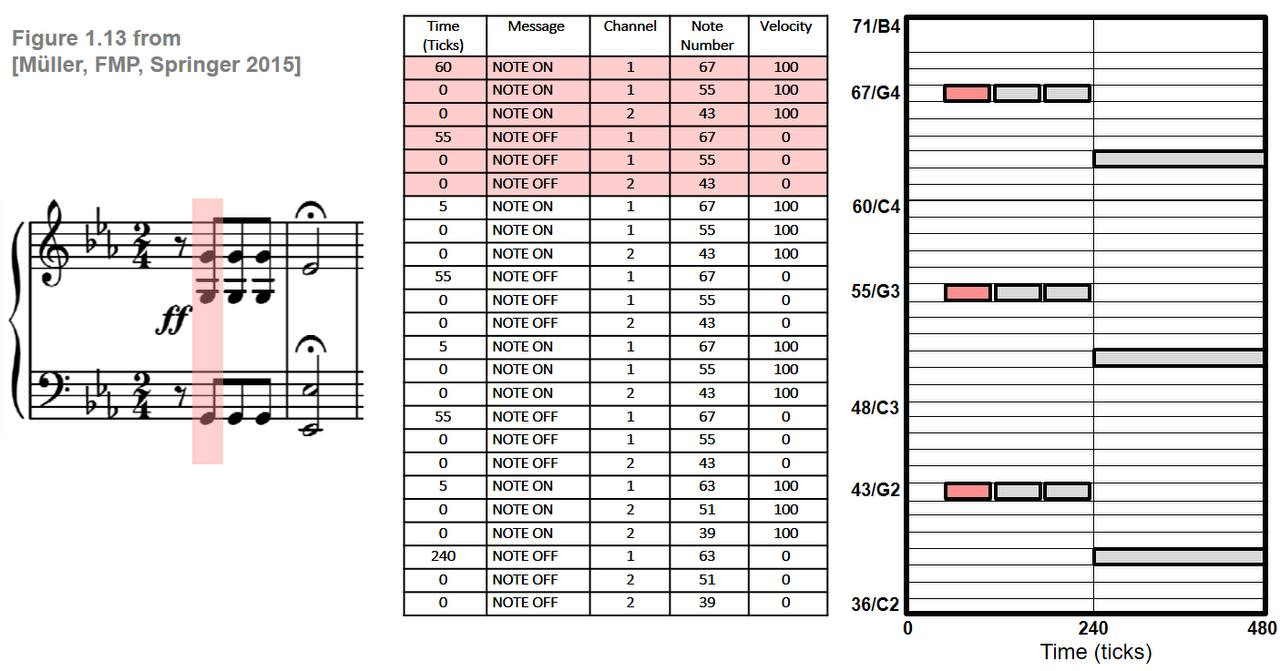 Figure 1.13 from
[Müller, FMP, Springer 2015]
ff
Time (Ticks) Message Channel Note Number Velocity
60 NOTE ON 1 67 100
0 NOTE ON 1 55 100
0 NOTE ON 2 43 100
55 NOTE OFF 1 67 0
0 NOTE OFF 1 55 0
0 NOTE OFF 2 43 0
5 NOTE ON 1 67 100
0 NOTE ON 1 55 100
0 NOTE ON 2 43 100
55 NOTE OFF 1 67 0
0 NOTE OFF 1 55 0
0 NOTE OFF 2 43 0
5 NOTE ON 1 67 100
0 NOTE ON 1 55 100
0 NOTE ON 2 43 100
55 NOTE OFF 1 67 0
0 NOTE OFF 1 55 0
0 NOTE OFF 2 43 0
5 NOTE ON 1 63 100
0 NOTE ON 2 51 100
0 NOTE ON 2 39 100
240 NOTE OFF 1 63 0
0 NOTE OFF 2 51 0
0 NOTE OFF 2 39 0
71/B4
67/G4
60/C4
55/G3
48/C3
43/G2
36/C2
0 240 480
Time (ticks)
2
4
2
4